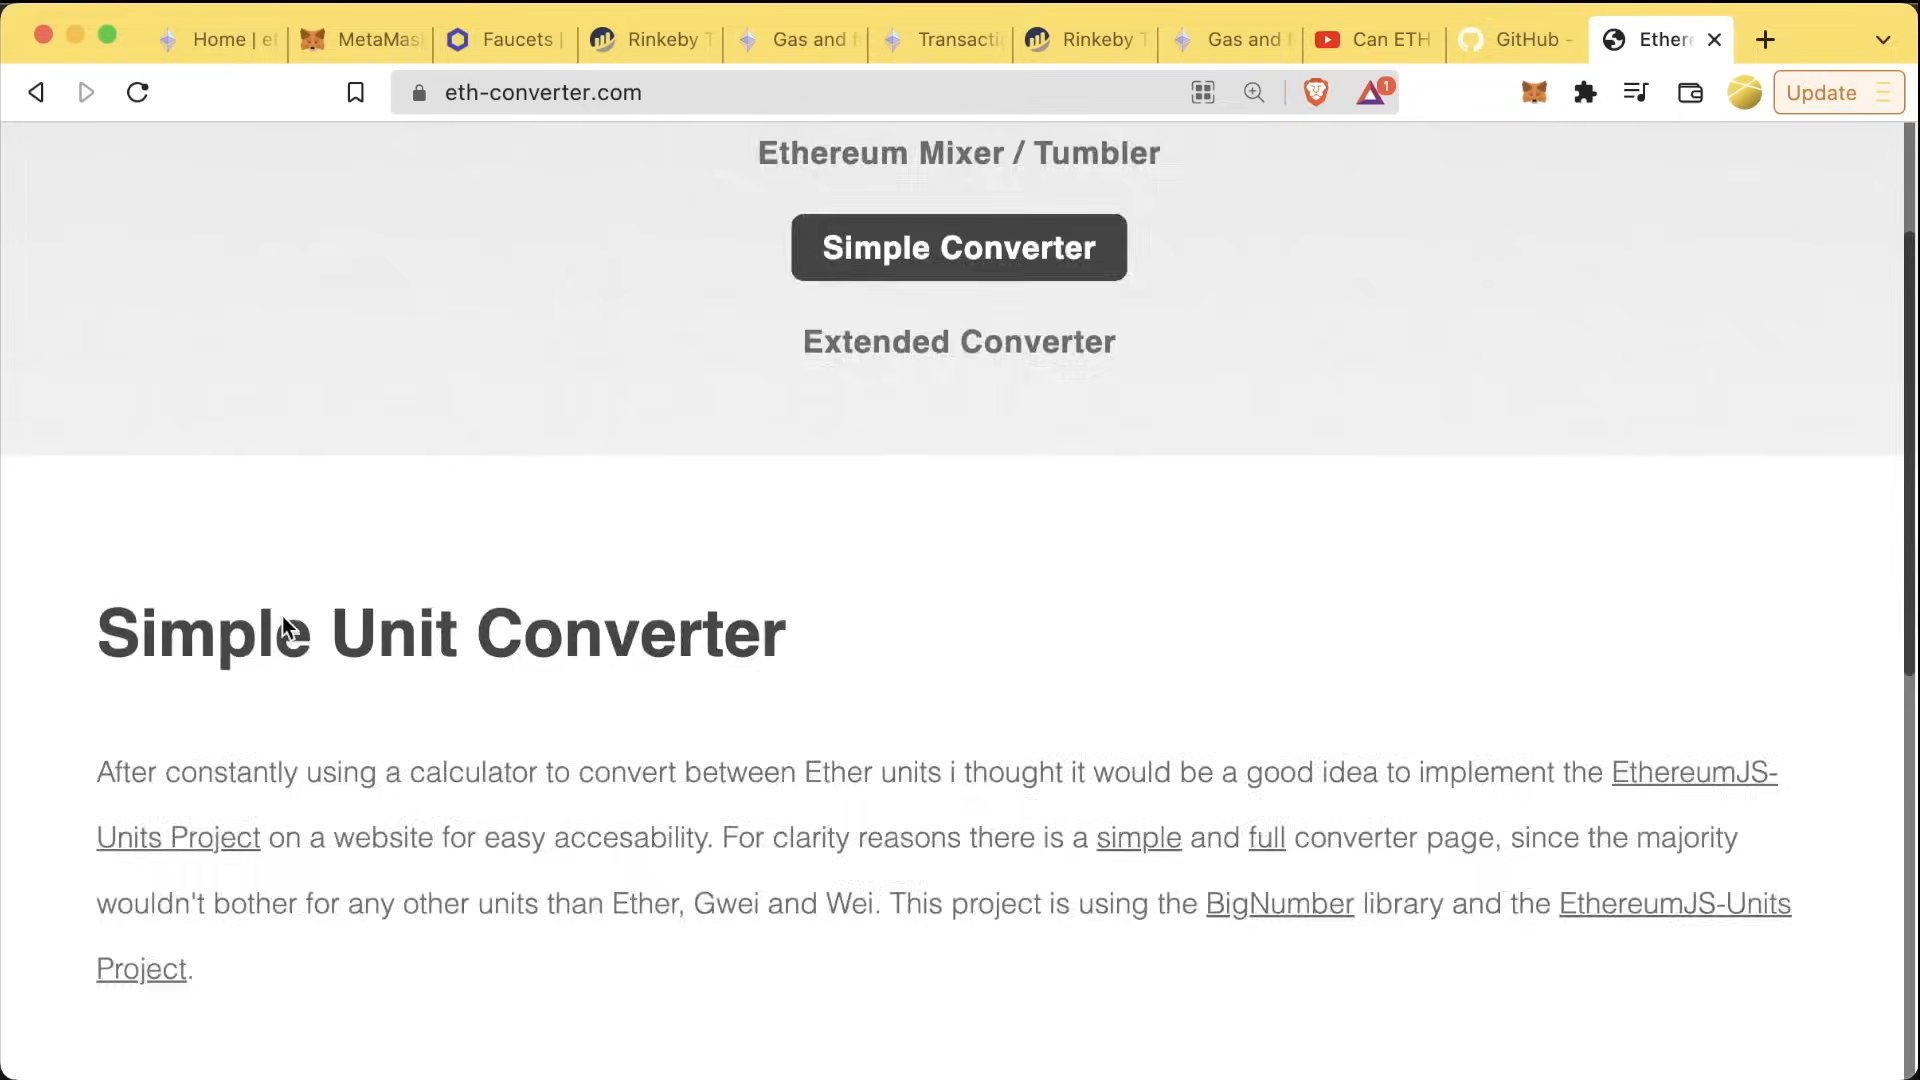 Home | et
MetaMas
Faucets |
Rinkeby T
Gas and f
Transacti
Rinkeby T
Gas and
Can ETH
GitHub -
Ether
eth-converter.com
1
Update
Ethereum Mixer / Tumbler
Simple Converter
Extended Converter
Simple Unit Converter
After constantly using a calculator to convert between Ether units i thought it would be a good idea to implement the EthereumJS-
Units Project on a website for easy accesability. For clarity reasons there is a simple and full converter page, since the majority
wouldn't bother for any other units than Ether, Gwei and Wei. This project is using the BigNumber library and the EthereumJS-Units
Project.